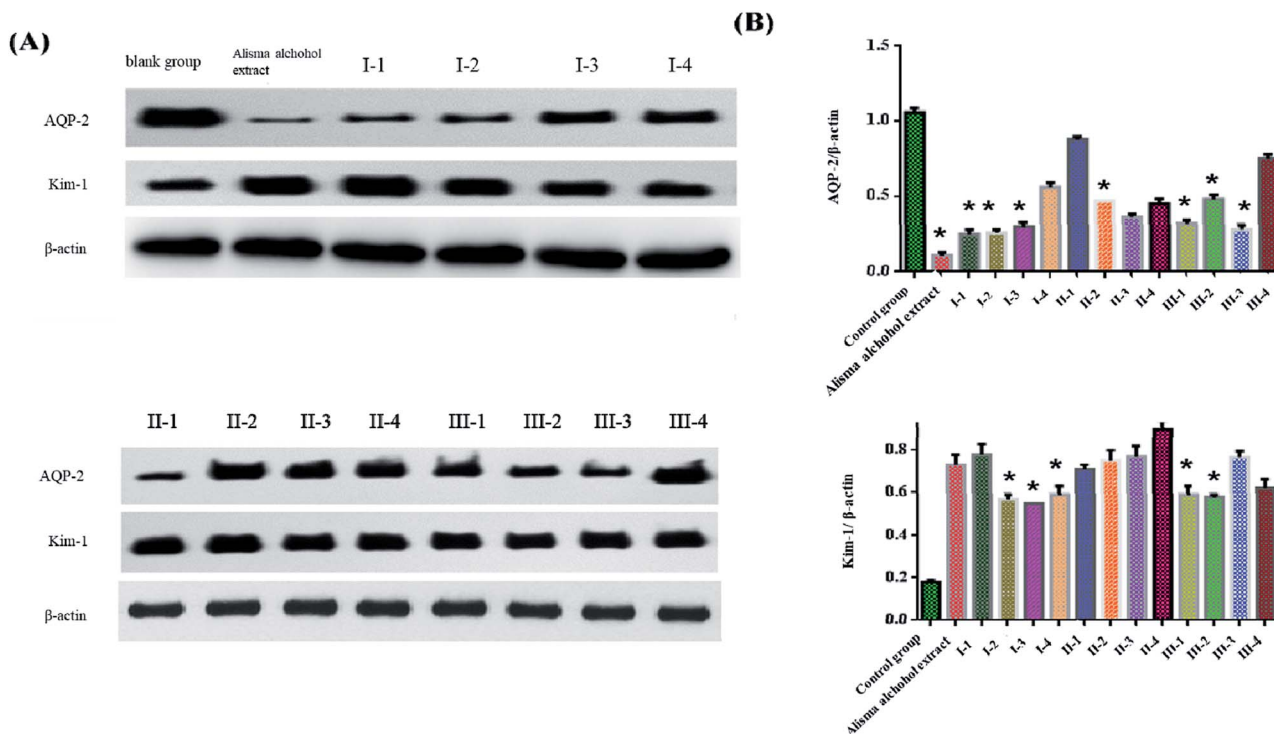 (A)
blank group
Alisma alchohol
extract
I-1
I-2
I-3
I-4
AQP-2
Kim-1
β-actin
II-1
II-2
II-3
II-4
III-1
III-2
III-3
III-4
AQP-2
Kim-1
β-actin
(B)
AQP-2/β-actin
1.5
1.0
0.5
0.0
* * * * * * * *
Control group
Alisma alchohol extract
I-1
I-2
I-3
I-4
II-1
II-2
II-3
II-4
III-1
III-2
III-3
III-4
Kim-1/ β-actin
0.8
0.6
0.4
0.2
0.0
* * * * *
Control group
Alisma alchohol extract
I-1
I-2
I-3
I-4
II-1
II-2
II-3
II-4
III-1
III-2
III-3
III-4